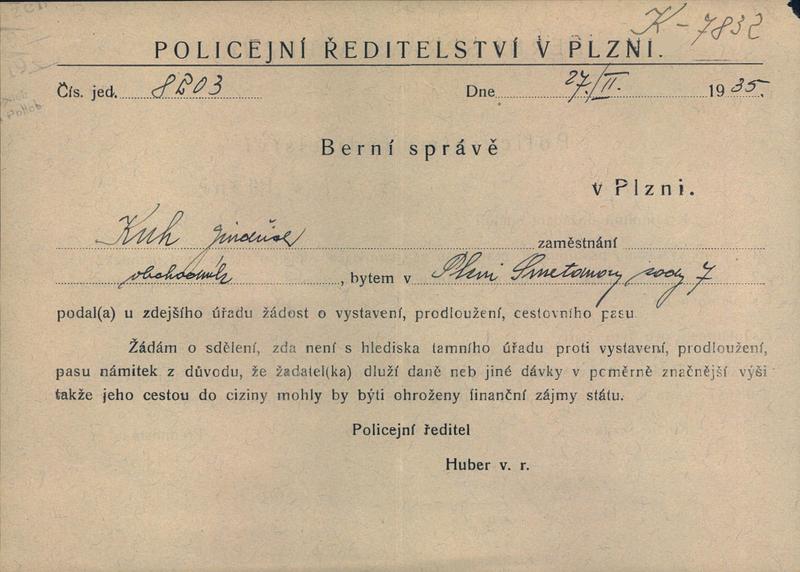 K - 7832
POLICEJNÍ ŘEDITELSTVÍ V PLZNI.
Čís. jed. 8203 Dne 27./II. 1935.
Berní správě
v Plzni.
Kuh Jindřich zaměstnání
obchodník, bytem v Plzni Smetanovy sady 7
podal(a) u zdejšího úřadu žádost o vystavení, prodloužení, cestovního pasu
Žádám o sdělení, zda není s hlediska tamního úřadu proti vystavení, prodloužení,
pasu námitek z důvodu, že žadatel(ka) dluží daně neb jiné dávky v poměrně značnější výši
takže jeho cestou do ciziny mohly by býti ohroženy finanční zájmy státu.
Policejní ředitel
Huber v. r.